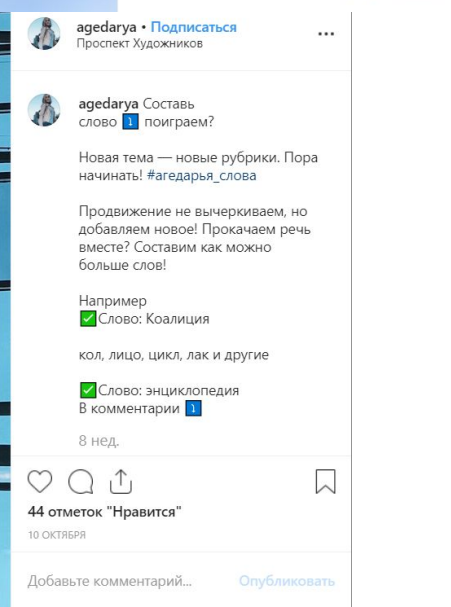 agedarya • Подписаться
Проспект Художников
agedarya Составь
слово ⤵ поиграем?
Новая тема — новые рубрики. Пора
начинать! #агедарья_слова
Продвижение не вычеркиваем, но
добавляем новое! Прокачаем речь
вместе? Составим как можно
больше слов!
Например
✅Слово: Коалиция
кол, лицо, цикл, лак и другие
✅Слово: энциклопедия
В комментарии ⤵
8 нед.
44 отметок "Нравится"
10 ОКТЯБРЯ
Добавьте комментарий... Опубликовать